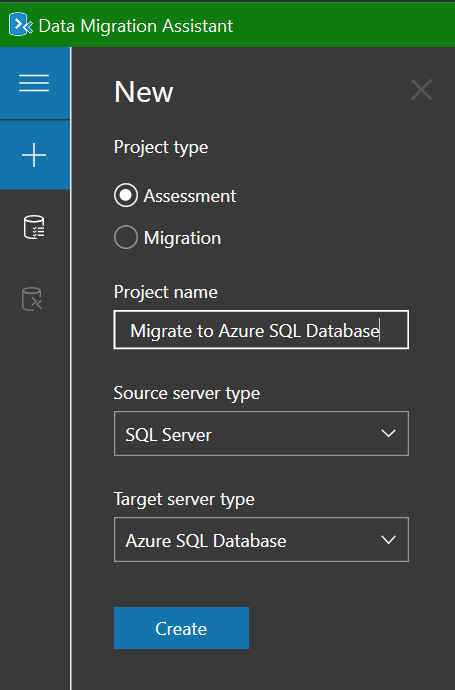 Data Migration Assistant
New
Project type
Assessment
Migration
Project name
Migrate to Azure SQL Database
Source server type
SQL Server
Target server type
Azure SQL Database
Create